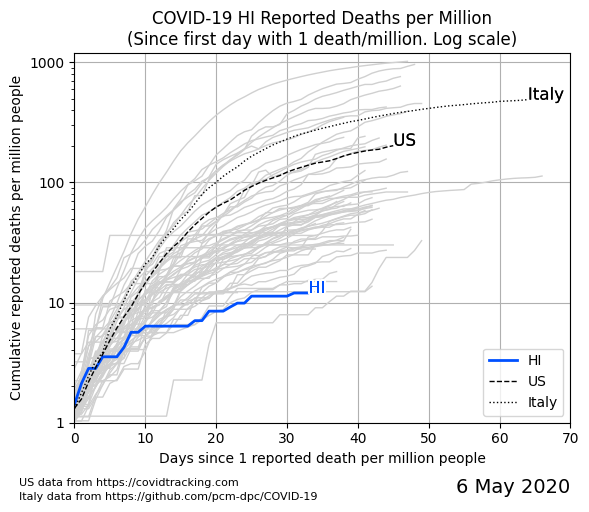 COVID-19 HI Reported Deaths per Million
(Since first day with 1 death/million. Log scale)
Cumulative reported deaths per million people
1000
100
10
1
Italy
US
HI
HI
US
Italy
0 10 20 30 40 50 60 70
Days since 1 reported death per million people
US data from https://covidtracking.com
Italy data from https://github.com/pcm-dpc/COVID-19
6 May 2020